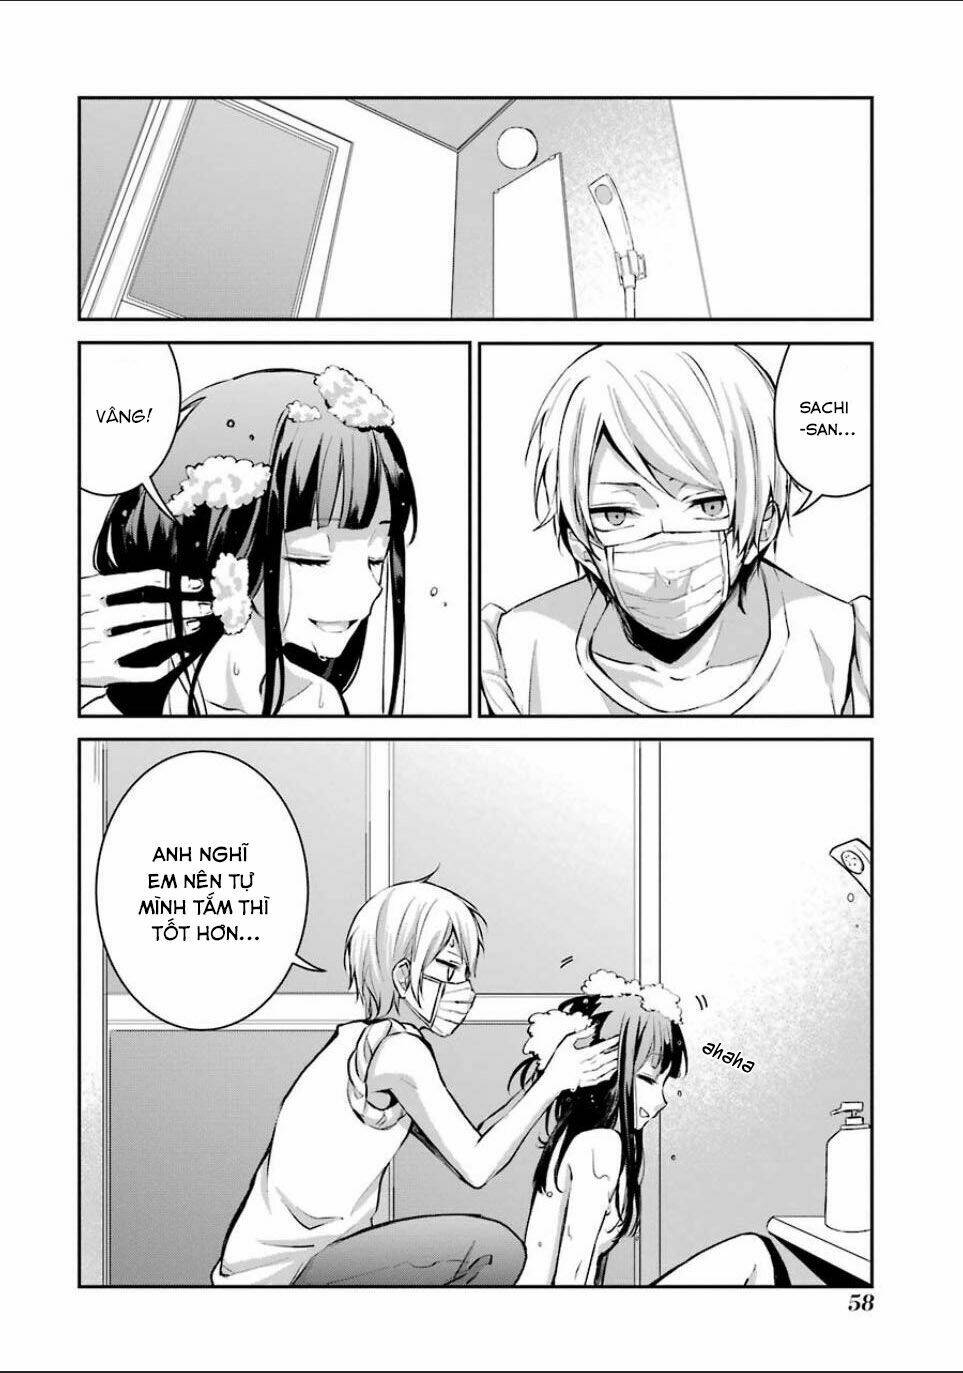 SACHI
-SAN...
VÂNG!
ANH NGHĨ
EM NÊN TỰ
MÌNH TẮM THÌ
TỐT HƠN...
ahaha
58